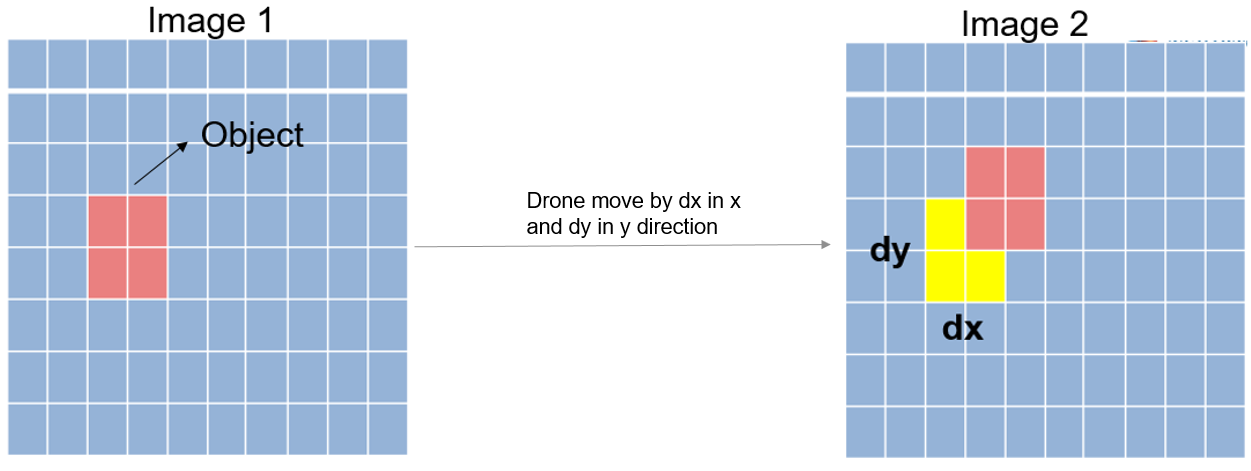 Image 1
Image 2
Object
Drone move by dx in x
and dy in y direction
dy
dx